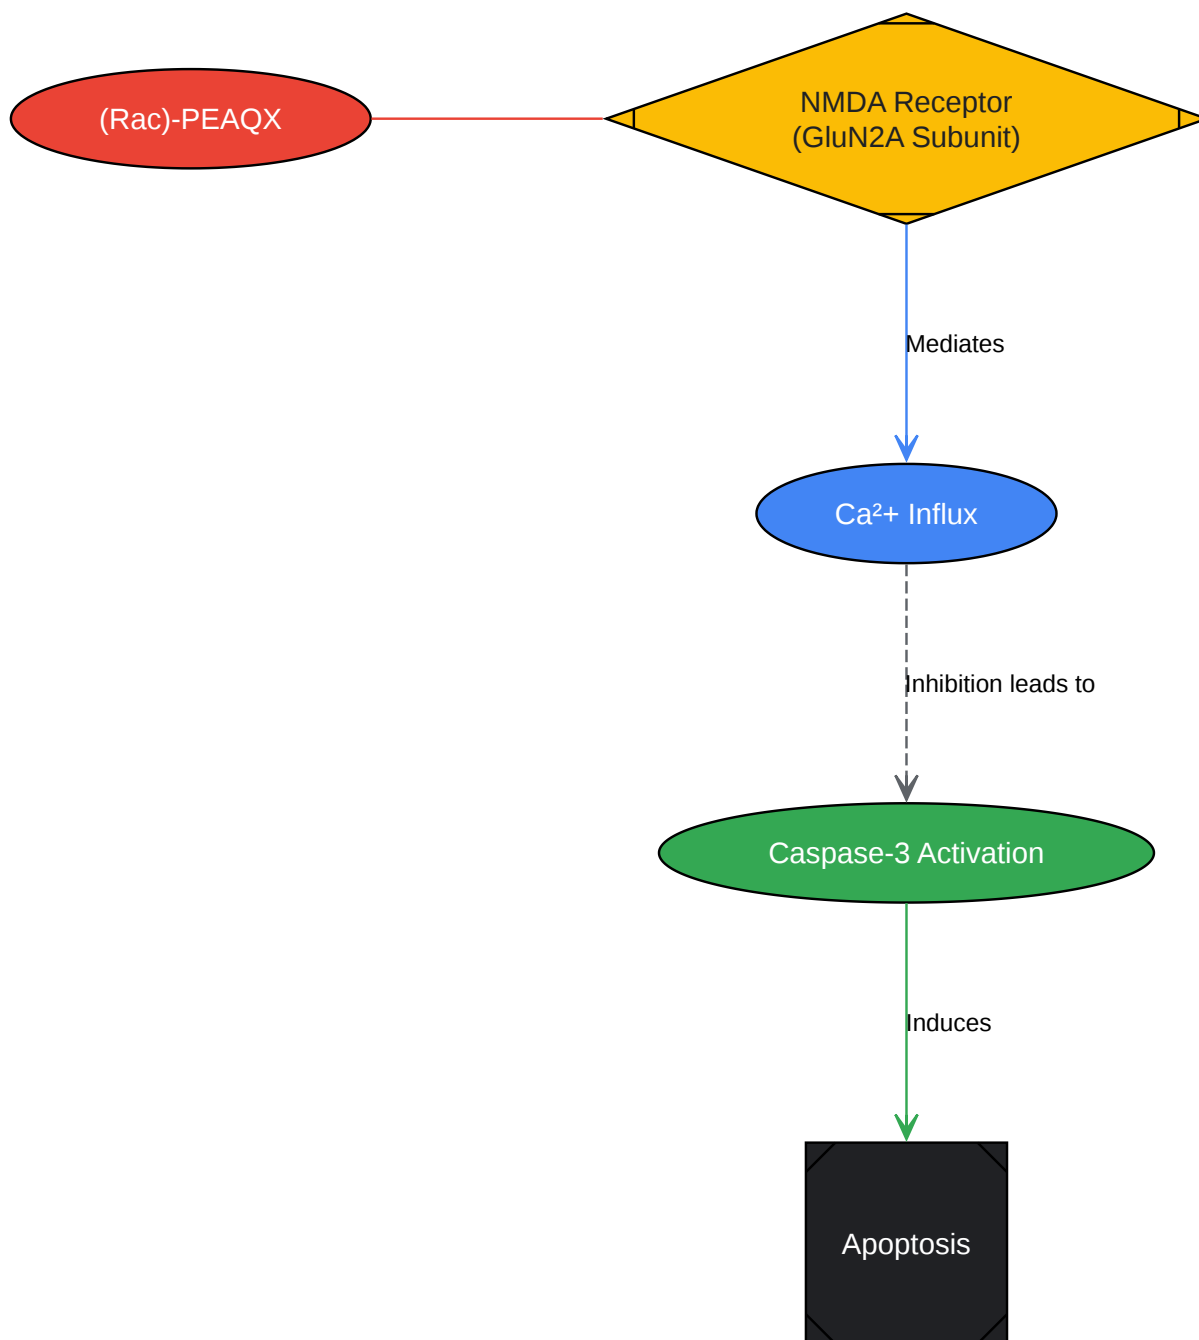 (Rac)-PEAQX
NMDA Receptor
(GluN2A Subunit)
Mediates
Ca²+ Influx
Inhibition leads to
Caspase-3 Activation
Induces
Apoptosis